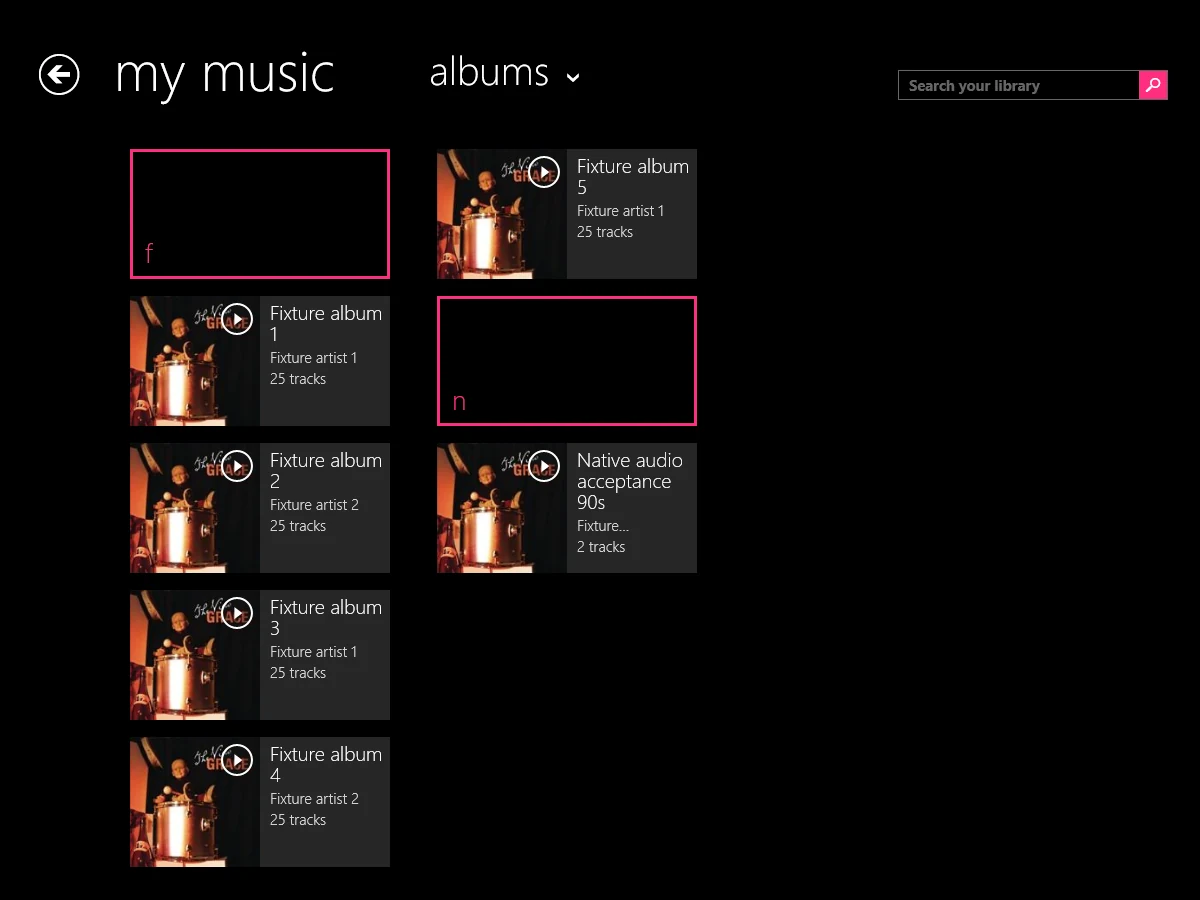 my music
albums
Search your library
f
Fixture album
1
Fixture artist 1
25 tracks
Fixture album
2
Fixture artist 2
25 tracks
Fixture album
3
Fixture artist 1
25 tracks
Fixture album
4
Fixture artist 2
25 tracks
Fixture album
5
Fixture artist 1
25 tracks
n
Native audio
acceptance
90s
Fixture...
2 tracks